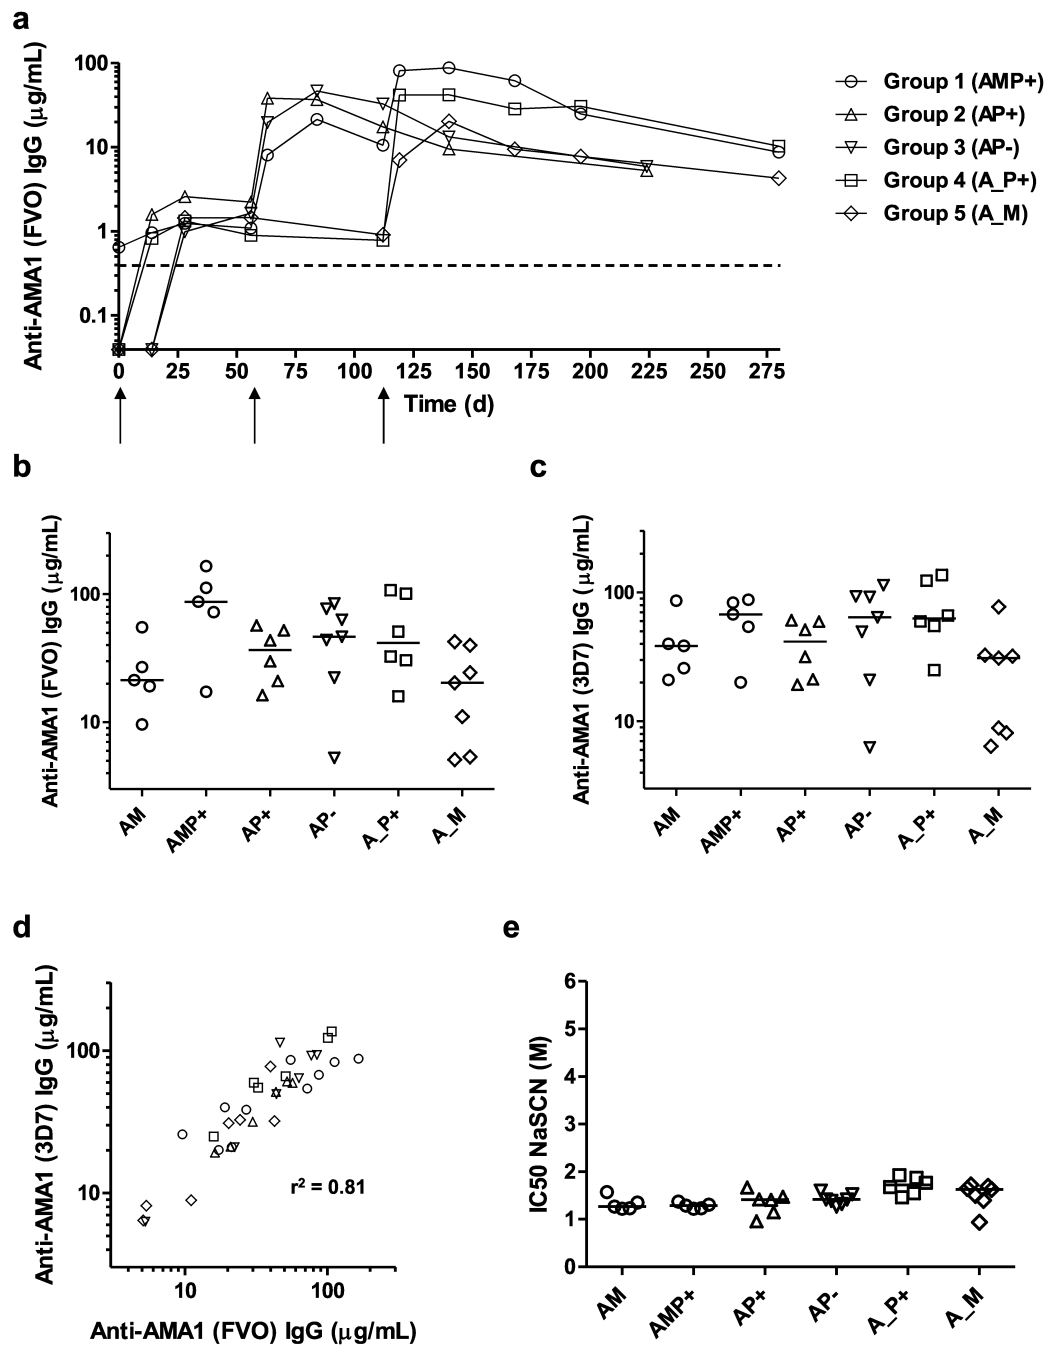 a
Anti-AMA1 (FVO) IgG (μg/mL)
100
10
1
0.1
0 25 50 75 100 125 150 175 200 225 250 275
Time (d)
Group 1 (AMP+)
Group 2 (AP+)
Group 3 (AP-)
Group 4 (A_P+)
Group 5 (A_M)
b
Anti-AMA1 (FVO) IgG (μg/mL)
100
10
AM AMP+ AP+ AP- A_P+ A_M
c
Anti-AMA1 (3D7) IgG (μg/mL)
100
10
AM AMP+ AP+ AP- A_P+ A_M
d
Anti-AMA1 (3D7) IgG (μg/mL)
100
10
r² = 0.81
10 100
Anti-AMA1 (FVO) IgG (μg/mL)
e
IC50 NaSCN (M)
6
5
4
3
2
1
0
AM AMP+ AP+ AP- A_P+ A_M